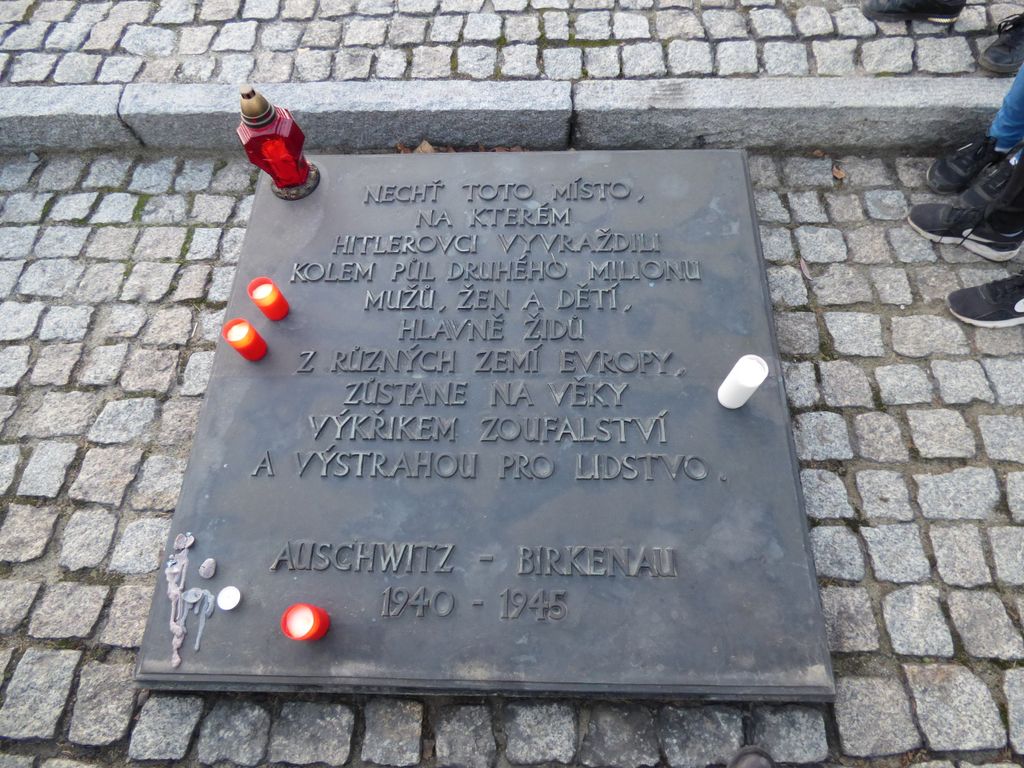 NECHŤ TOTO MÍSTO,
NA KTERÉM
HITLEROVCI VYVRAŽDILI
KOLEM PŮL DRUHÉHO MILIONU
MUŽŮ, ŽEN A DĚTÍ,
HLAVNĚ ŽIDŮ
Z RŮZNÝCH ZEMÍ EVROPY,
ZŮSTANE NA VĚKY
VÝKŘIKEM ZOUFALSTVÍ
A VÝSTRAHOU PRO LIDSTVO.
AUSCHWITZ - BIRKENAU
1940 - 1945